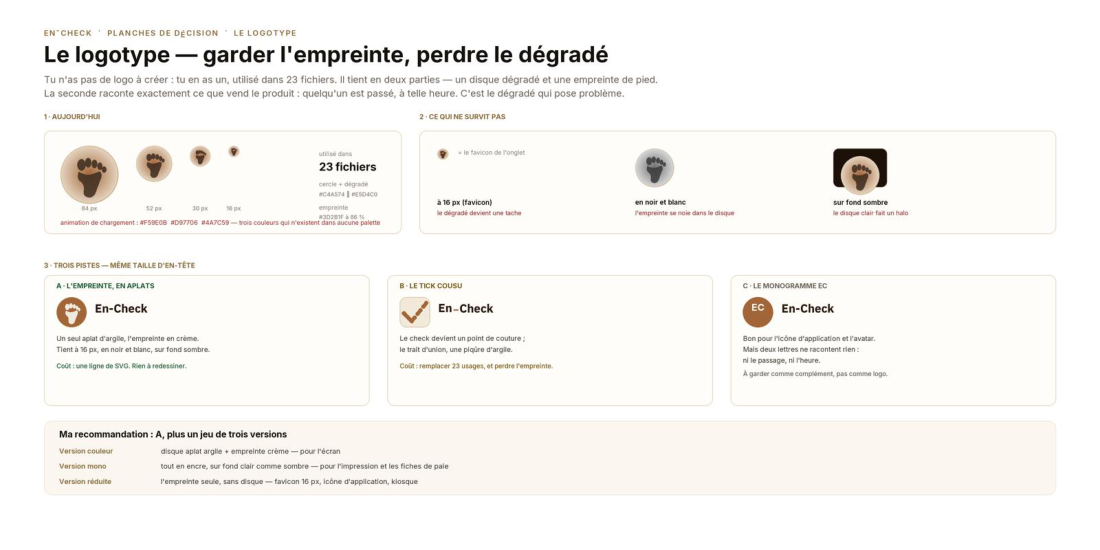 EN˜CHECK ' PLANCHES DE DéCISION ' LE LOGOTYPE
Le logotype — garder l'empreinte, perdre le dégradé
Tu n'as pas de logo à créer : tu en as un, utilisé dans 23 fichiers. Il tient en deux parties — un disque dégradé et une empreinte de pied.
La seconde raconte exactement ce que vend le produit : quelqu'un est passé, à telle heure. C'est le dégradé qui pose problème.
1 · AUJOURD'HUI
84 px
52 px
30 px
16 px
utilisé dans
23 fichiers
cercle + dégradé
#C4A574 ‖ #E5D4C0
empreinte
#3D2B1F à 88 %
animation de chargement : #F59E0B #D97706 #4A7C59 — trois couleurs qui n'existent dans aucune palette
2 · CE QUI NE SURVIT PAS
= le favicon de l'onglet
à 16 px (favicon)
le dégradé devient une tache
en noir et blanc
l'empreinte se noie dans le disque
sur fond sombre
le disque clair fait un halo
3 · TROIS PISTES — MÊME TAILLE D'EN-TÊTE
A · L'EMPREINTE, EN APLATS
En-Check
Un seul aplat d'argile, l'empreinte en crème.
Tient à 16 px, en noir et blanc, sur fond sombre.
Coût : une ligne de SVG. Rien à redessiner.
B · LE TICK COUSU
En-Check
Le check devient un point de couture ;
le trait d'union, une piqûre d'argile.
Coût : remplacer 23 usages, et perdre l'empreinte.
C · LE MONOGRAMME EC
EC
En-Check
Bon pour l'icône d'application et l'avatar.
Mais deux lettres ne racontent rien :
ni le passage, ni l'heure.
À garder comme complément, pas comme logo.
Ma recommandation : A, plus un jeu de trois versions
Version couleur disque aplat argile + empreinte crème — pour l'écran
Version mono tout en encre, sur fond clair comme sombre — pour l'impression et les fiches de paie
Version réduite l'empreinte seule, sans disque — favicon 16 px, icône d'application, kiosque